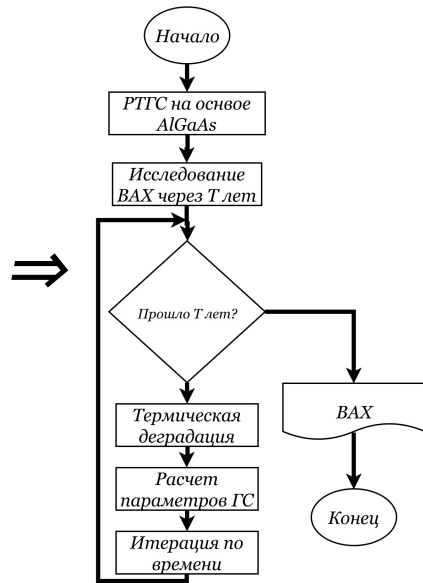 Начало
РТГС на оснвое
AlGaAs
Исследование
ВАХ через T лет
Прошло T лет?
Термическая
деградация
Расчет
параметров ГС
Итерация по
времени
ВАХ
Конец